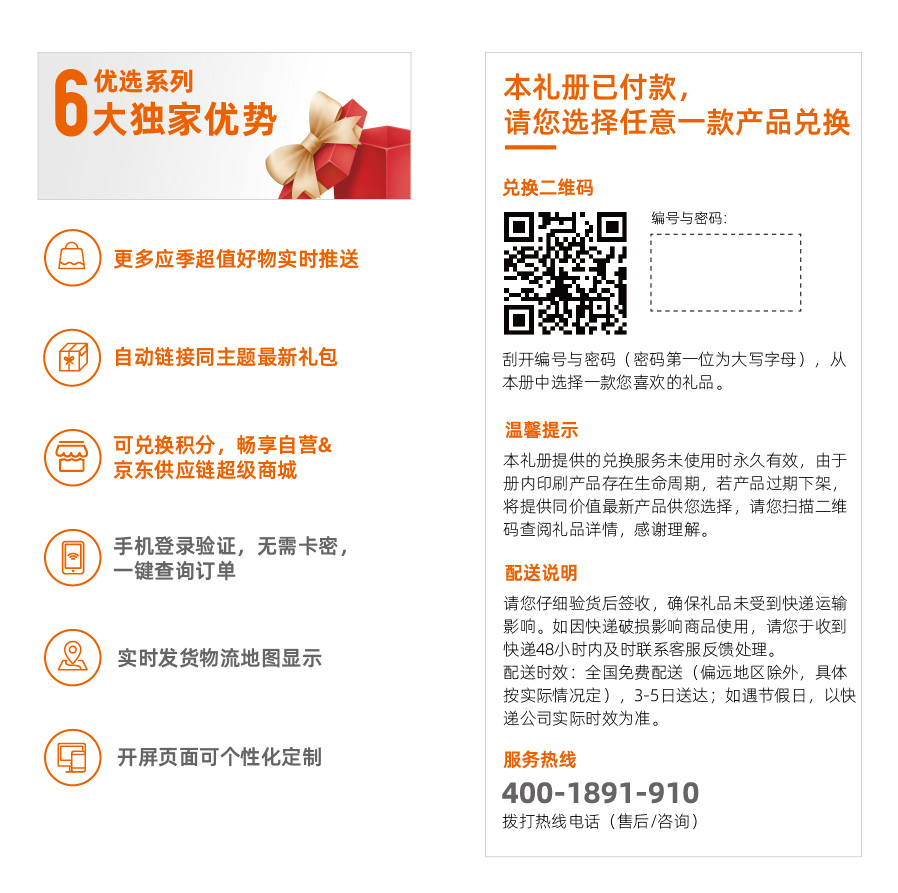 6
优选系列
大独家优势
更多应季超值好物实时推送
自动链接同主题最新礼包
可兑换积分，畅享自营&
京东供应链超级商城
手机登录验证，无需卡密，
一键查询订单
实时发货物流地图显示
开屏页面可个性化定制
本礼册已付款，
请您选择任意一款产品兑换
兑换二维码
编号与密码：
刮开编号与密码（密码第一位为大写字母），从
本册中选择一款您喜欢的礼品。
温馨提示
本礼册提供的兑换服务未使用时永久有效，由于
册内印刷产品存在生命周期，若产品过期下架，
将提供同价值最新产品供您选择，请您扫描二维
码查阅礼品详情，感谢理解。
配送说明
请您仔细验货后签收，确保礼品未受到快递运输
影响。如因快递破损影响商品使用，请您于收到
快递48小时内及时联系客服反馈处理。
配送时效：全国免费配送（偏远地区除外，具体
按实际情况定），3-5日送达；如遇节假日，以快
递公司实际时效为准。
服务热线
400-1891-910
拨打热线电话（售后/咨询）